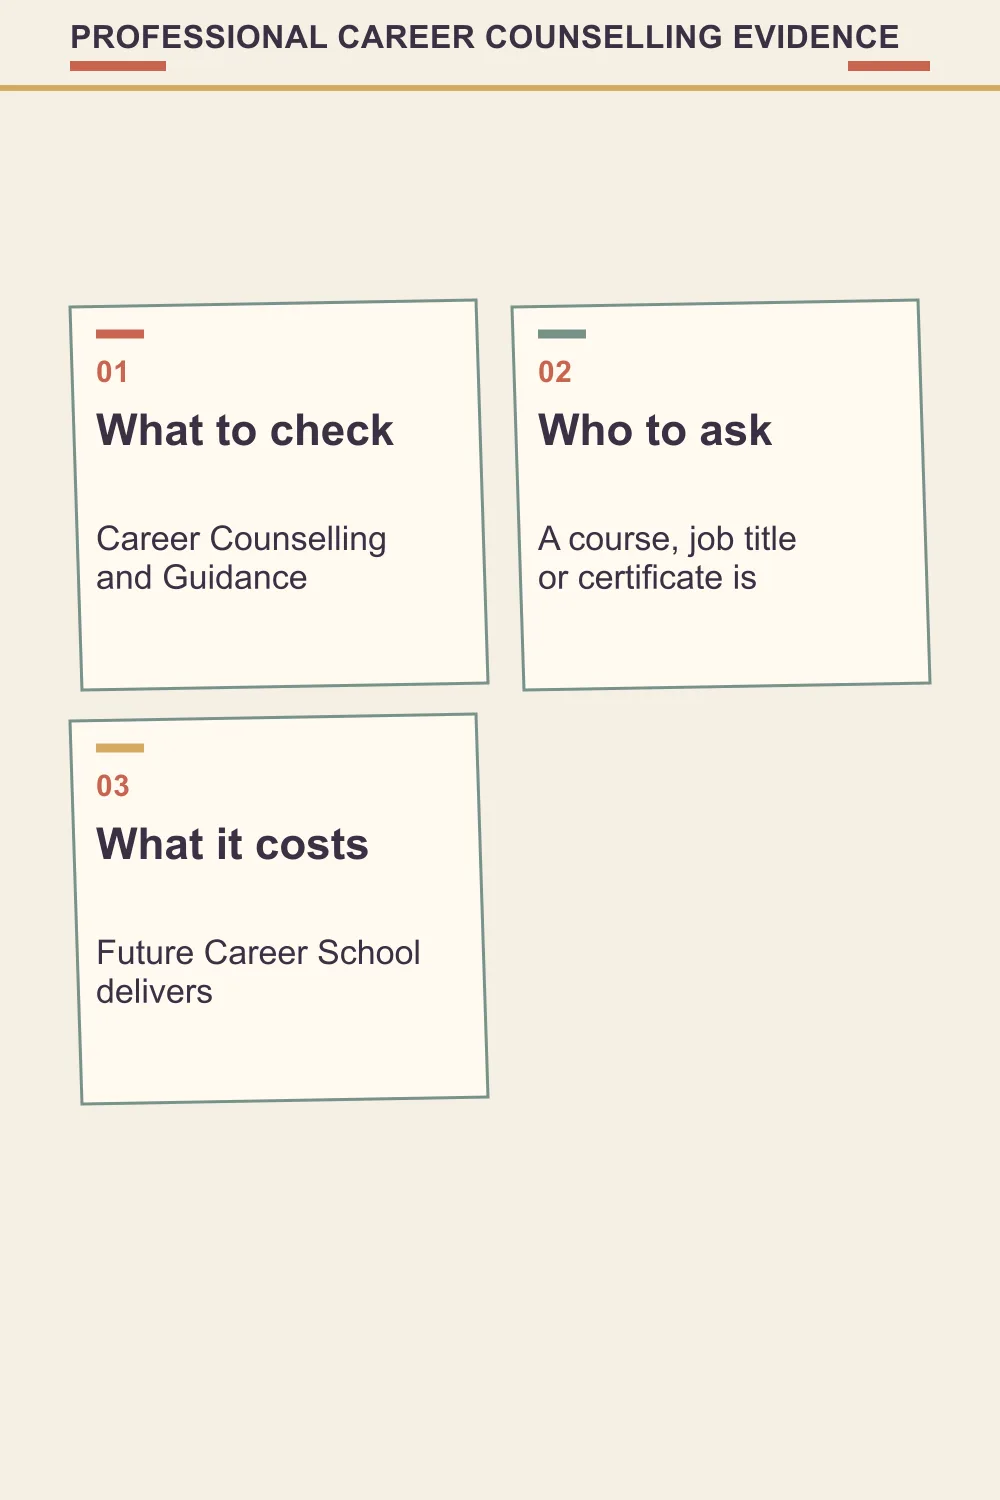 PROFESSIONAL CAREER COUNSELLING EVIDENCE
01
What to check
Career Counselling
and Guidance
02
Who to ask
A course, job title
or certificate is
03
What it costs
Future Career School
delivers